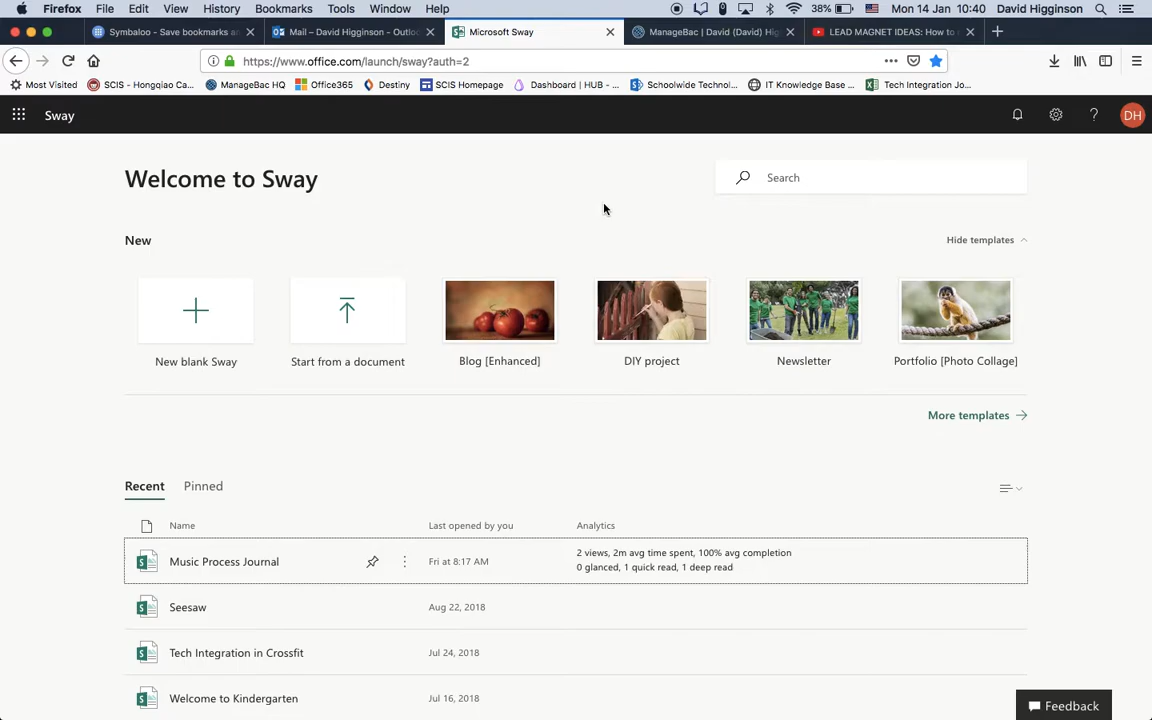 Firefox File Edit View History Bookmarks Tools Window Help 38% Mon 14 Jan 10:40 David Higginson
Symbaloo - Save bookmarks an Mail – David Higginson - Outloo Microsoft Sway ManageBac | David (David) Hig LEAD MAGNET IDEAS: How to
https://www.office.com/launch/sway?auth=2
Most Visited SCIS - Hongqiao Ca... ManageBac HQ Office365 Destiny SCIS Homepage Dashboard | HUB - ... Schoolwide Technol... IT Knowledge Base ... Tech Integration Jo...
Sway ? DH
Welcome to Sway
Search
New
Hide templates
New blank Sway Start from a document Blog [Enhanced] DIY project Newsletter Portfolio [Photo Collage]
More templates →
Recent Pinned
Name Last opened by you Analytics
Music Process Journal Fri at 8:17 AM 2 views, 2m avg time spent, 100% avg completion
0 glanced, 1 quick read, 1 deep read
Seesaw Aug 22, 2018
Tech Integration in Crossfit Jul 24, 2018
Welcome to Kindergarten Jul 16, 2018
Feedback